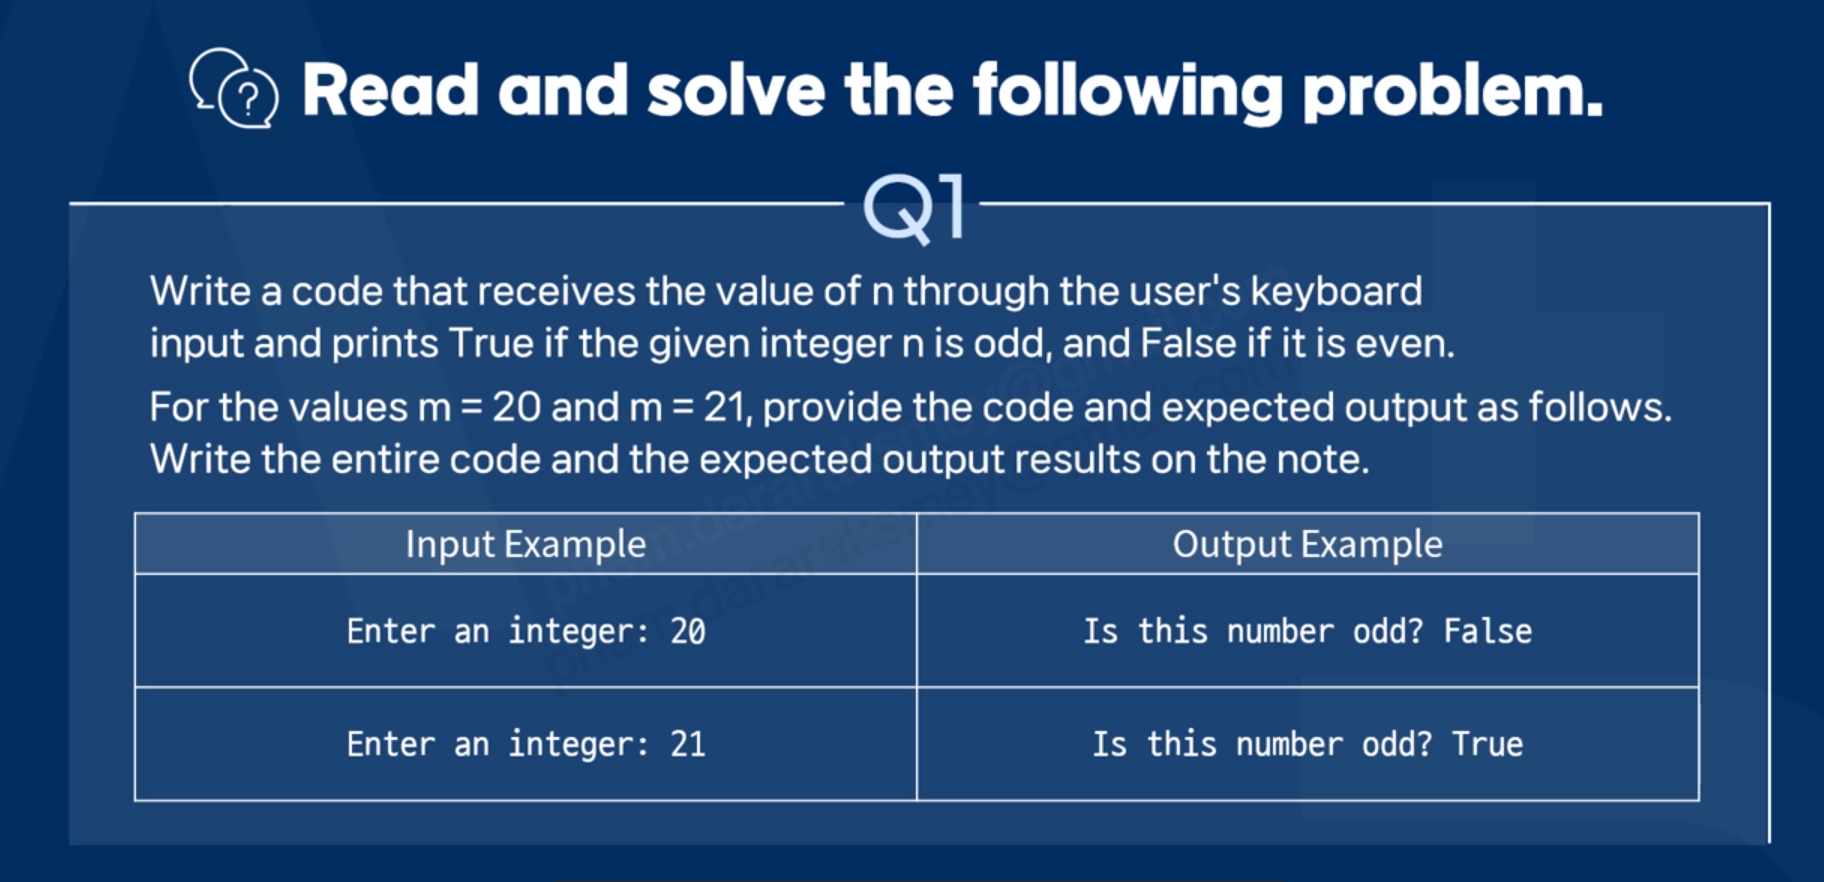 Read and solve the following problem.
Q1
Write a code that receives the value of n through the user's keyboard
input and prints True if the given integer n is odd, and False if it is even.
For the values m = 20 and m = 21, provide the code and expected output as follows.
Write the entire code and the expected output results on the note.
Input Example
Output Example
Enter an integer: 20
Is this number odd? False
Enter an integer: 21
Is this number odd? True